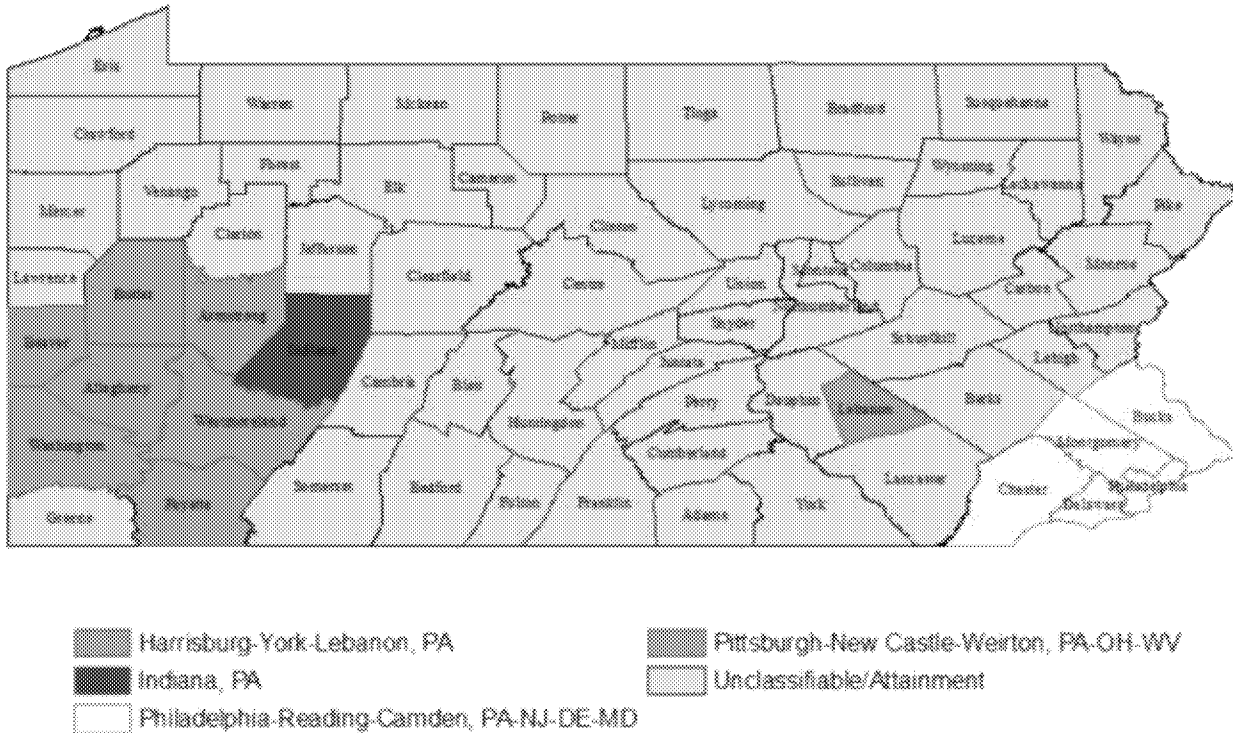 Erie
Warren Mckean Potter Tioga Bradford Susquehanna
Crawford Wayne
Forest Wyoming
Venango Elk Cameron Sullivan Lackawanna
Mercer Lycoming Pike
Clarion Clinton
Jefferson Luzerne
Lawrence Clearfield Centre Union Montour Columbia Monroe
Butler Carbon
Armstrong Northumberland
Beaver Snyder Northampton
Indiana Mifflin Schuylkill Lehigh
Allegheny Cambria Blair Juniata
Westmoreland Perry Dauphin Lebanon Berks Bucks
Huntingdon
Washington Montgomery
Cumberland
Somerset Bedford Lancaster Chester Philadelphia
Greene Fayette Fulton Franklin York Delaware
Adams
Harrisburg-York-Lebanon, PA
Pittsburgh-New Castle-Weirton, PA-OH-WV
Indiana, PA
Unclassifiable/Attainment
Philadelphia-Reading-Camden, PA-NJ-DE-MD